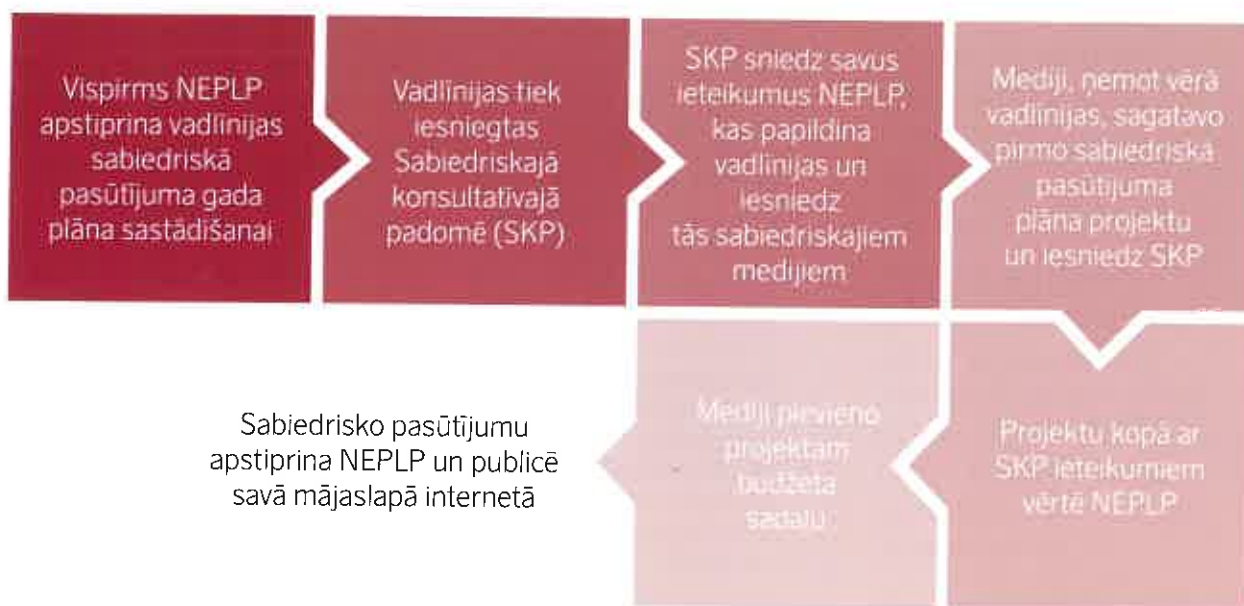 Vispirms NEPLP
apstiprina vadlīnijas
sabiedriskā
pasūtījuma gada
plāna sastādīšanai
Vadlīnijas tiek
iesniegtas
Sabiedriskajā
konsultatīvajā
padomē (SKP)
SKP sniedz savus
ieteikumus NEPLP,
kas papildina
vadlīnijas un
iesniedz
tās sabiedriskajiem
medijiem
Mediji, ņemot vērā
vadlīnijas, sagatavo
pirmo sabiedriskā
pasūtījuma
plāna projektu
un iesniedz SKP
Projektu kopā ar
SKP ieteikumiem
vērtē NEPLP
Mediji pievieno
projektam
budžeta
sadaļu
Sabiedrisko pasūtījumu
apstiprina NEPLP un publicē
savā mājaslapā internetā